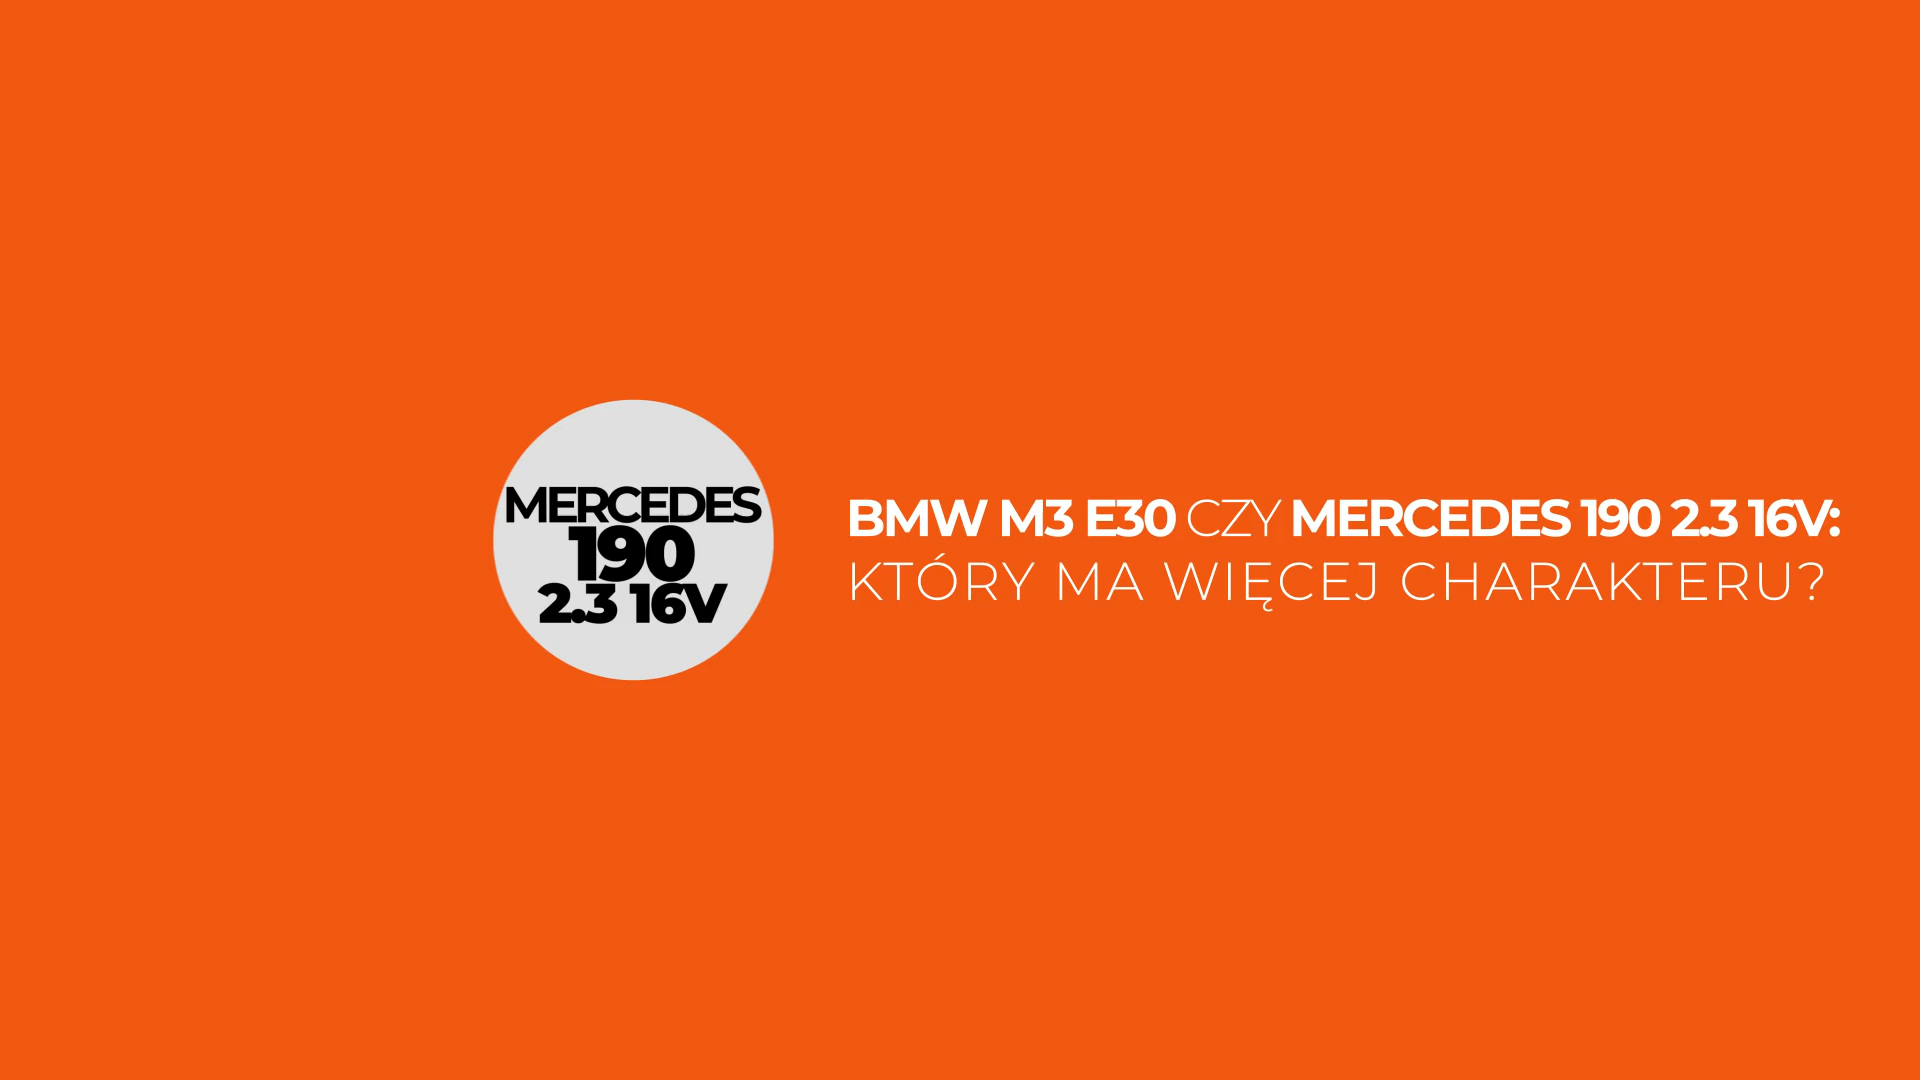 MERCEDES
190
2.3 16V
BMW M3 E30 CZY MERCEDES 190 2.3 16V:
KTÓRY MA WIĘCEJ CHARAKTERU?